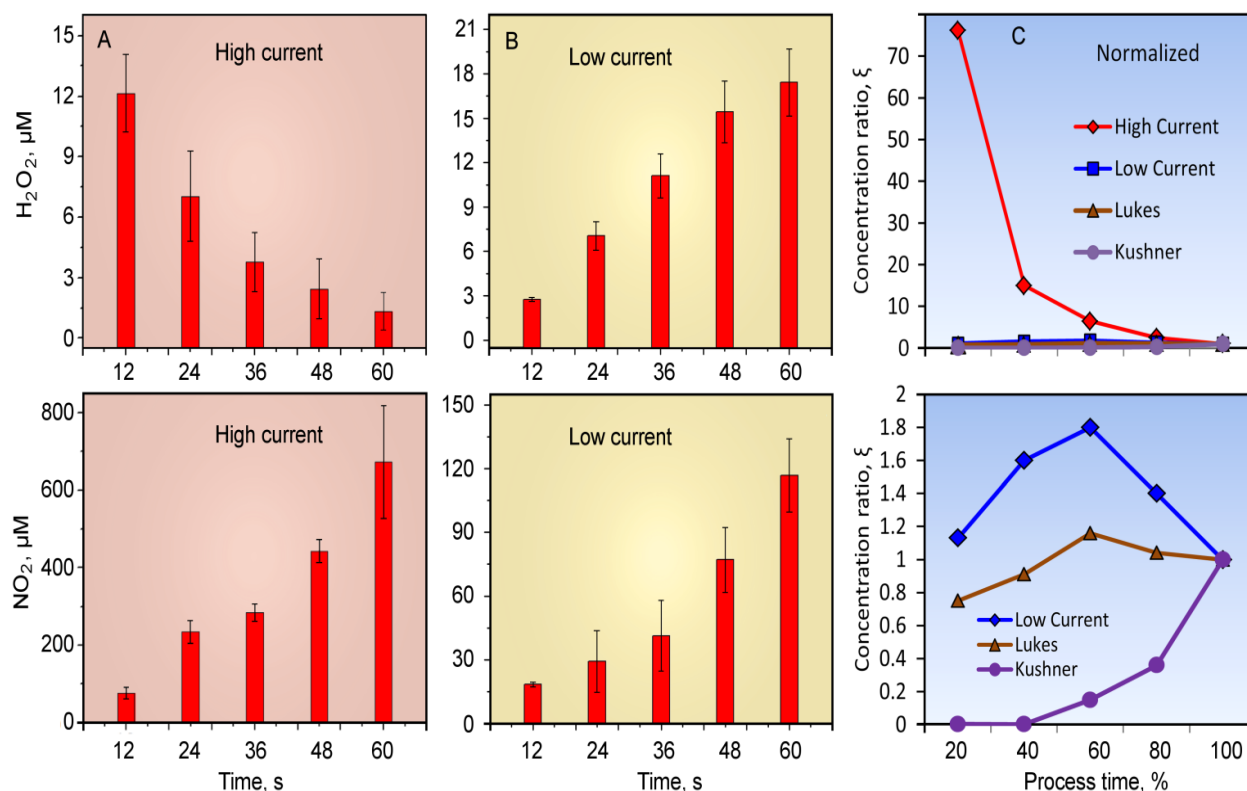 A
High current
H₂O₂, µM
15
12
9
6
3
0
12 24 36 48 60
B
Low current
21
18
15
12
9
6
3
0
12 24 36 48 60
C
Normalized
Concentration ratio, ξ
70
60
50
40
30
20
10
0
High Current
Low Current
Lukes
Kushner
High current
NO₂, µM
800
600
400
200
0
12 24 36 48 60
Time, s
Low current
150
120
90
60
30
0
12 24 36 48 60
Time, s
Concentration ratio, ξ
2
1.8
1.6
1.4
1.2
1
0.8
0.6
0.4
0.2
0
Low Current
Lukes
Kushner
20 40 60 80 100
Process time, %